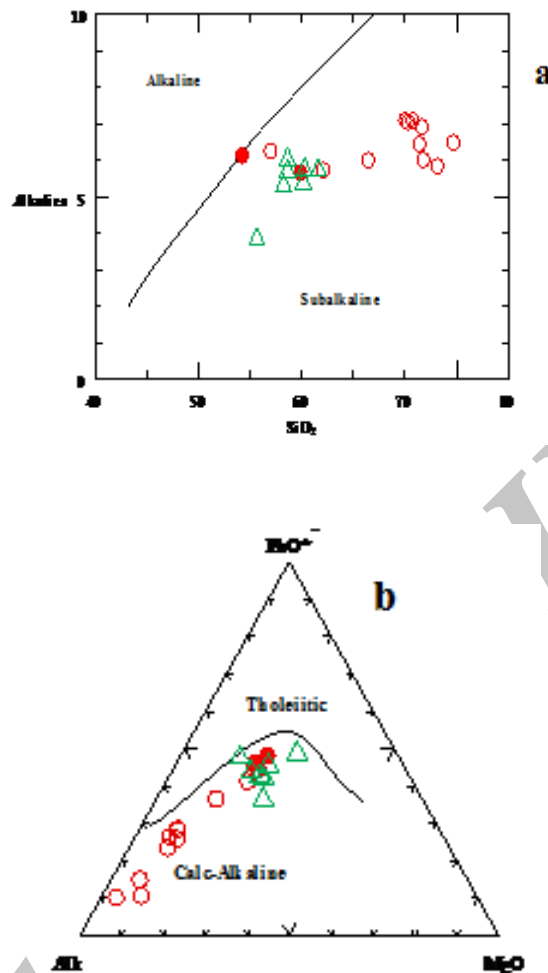 10
a
Alkaline
Alkalies 5
Subalkaline
0
40 50 60 70 80
SiO₂
b
Tholeiitic
Calc-Alkaline
Alk MgO